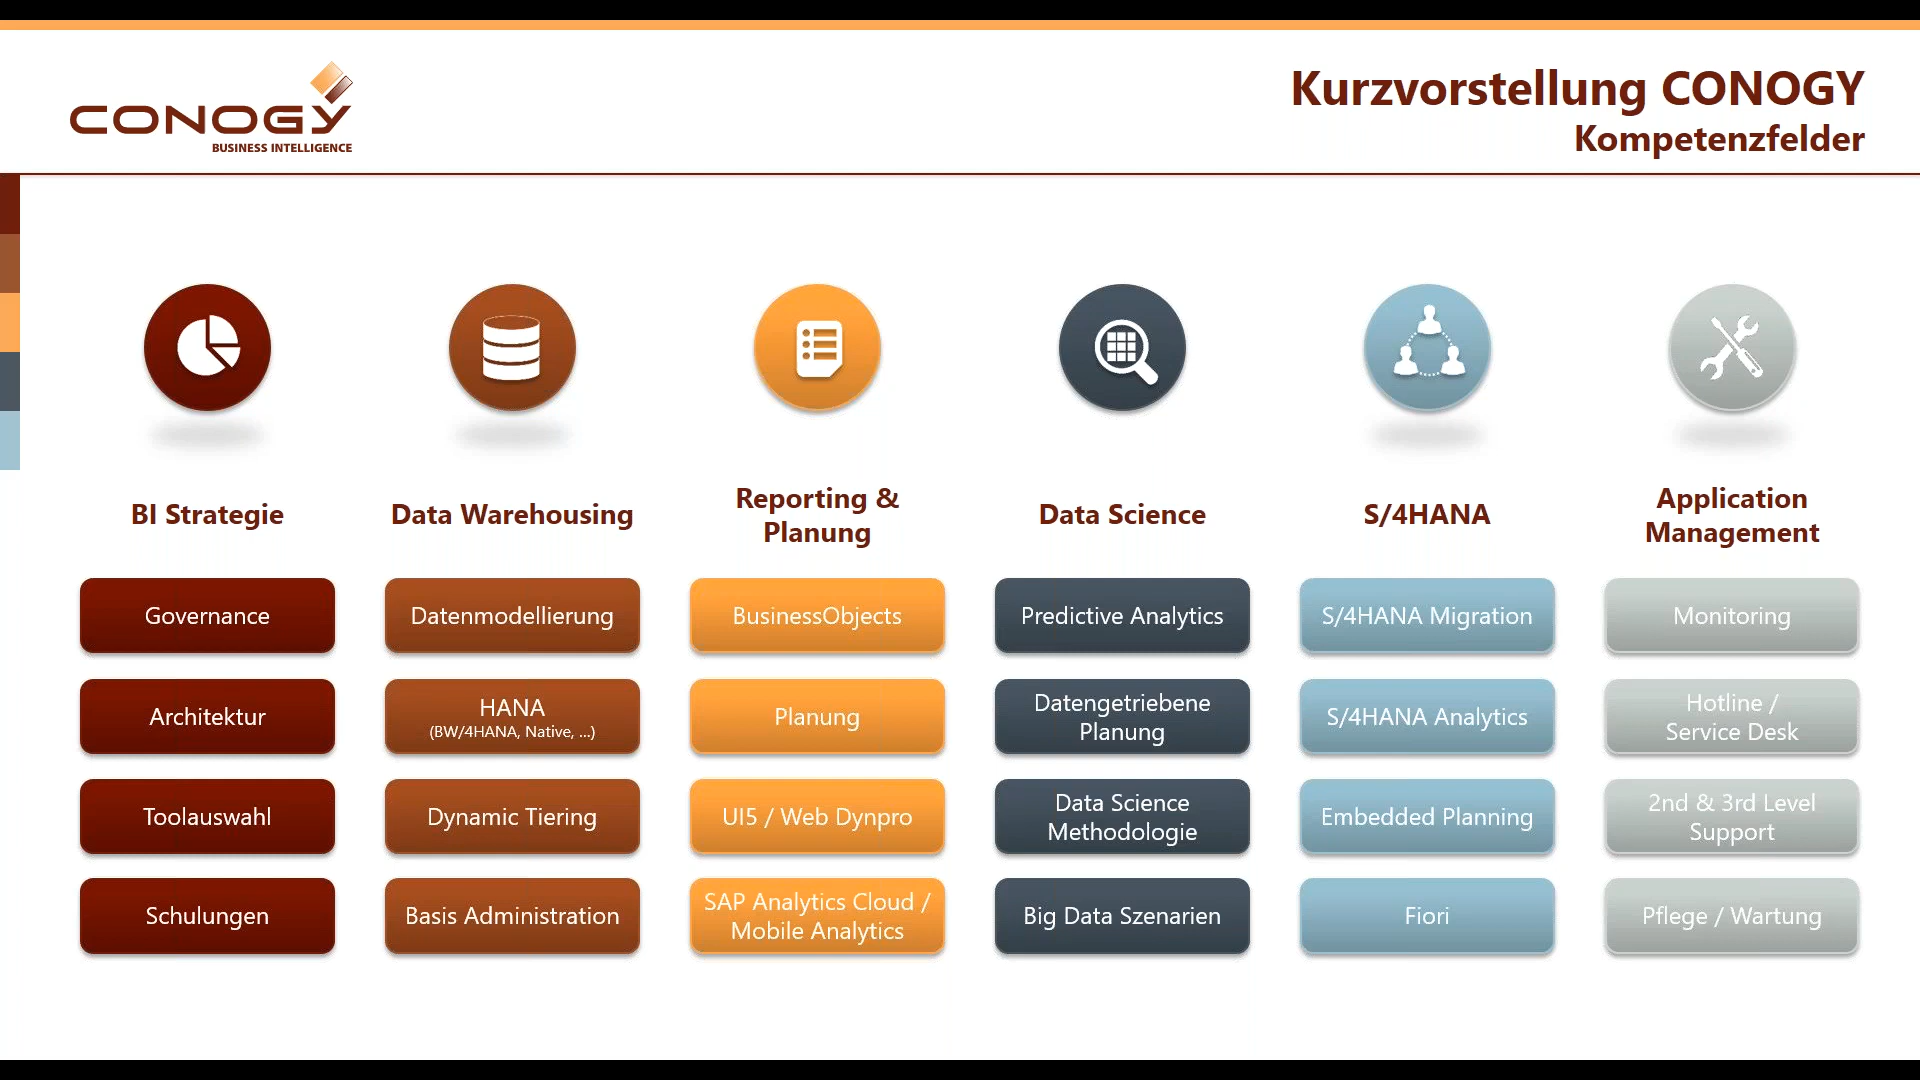 CONOGY
BUSINESS INTELLIGENCE
Kurzvorstellung CONOGY
Kompetenzfelder
BI Strategie
Governance
Architektur
Toolauswahl
Schulungen
Data Warehousing
Datenmodellierung
HANA
(BW/4HANA, Native, ...)
Dynamic Tiering
Basis Administration
Reporting &
Planung
BusinessObjects
Planung
UI5 / Web Dynpro
SAP Analytics Cloud /
Mobile Analytics
Data Science
Predictive Analytics
Datengetriebene
Planung
Data Science
Methodologie
Big Data Szenarien
S/4HANA
S/4HANA Migration
S/4HANA Analytics
Embedded Planning
Fiori
Application
Management
Monitoring
Hotline /
Service Desk
2nd & 3rd Level
Support
Pflege / Wartung